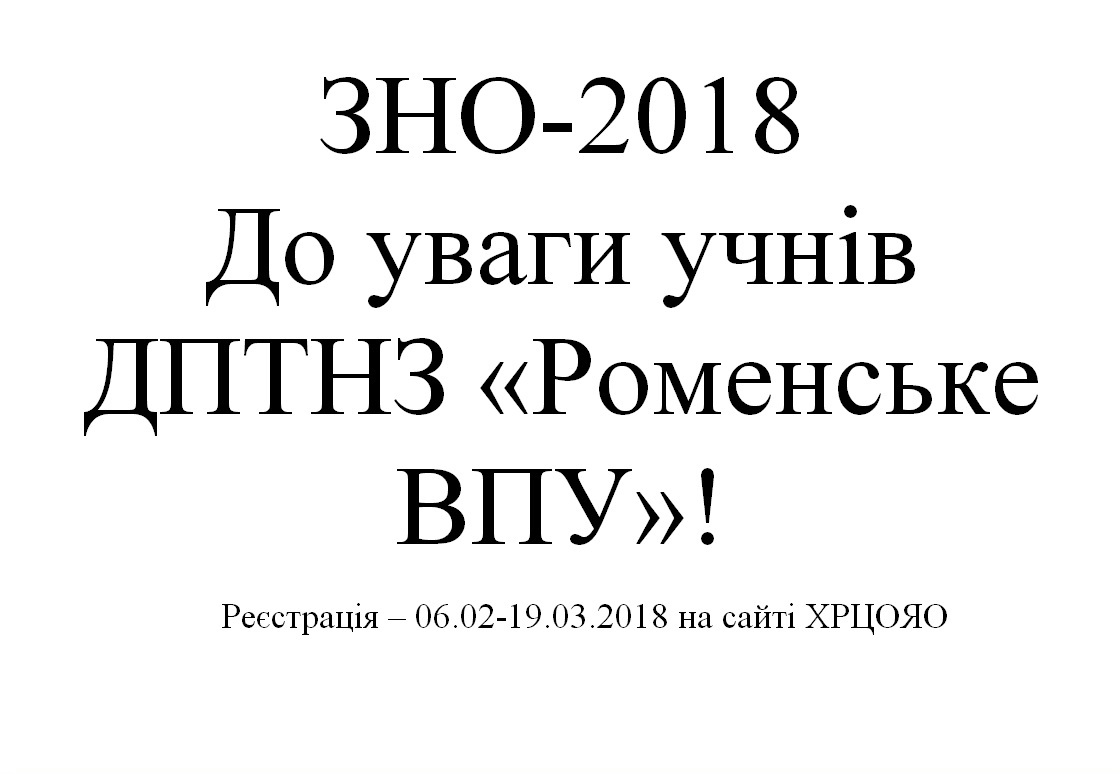 ЗНО-2018
До уваги учнів
ДПТНЗ «Роменське
ВПУ»!
Реєстрація – 06.02-19.03.2018 на сайті ХРЦОЯО